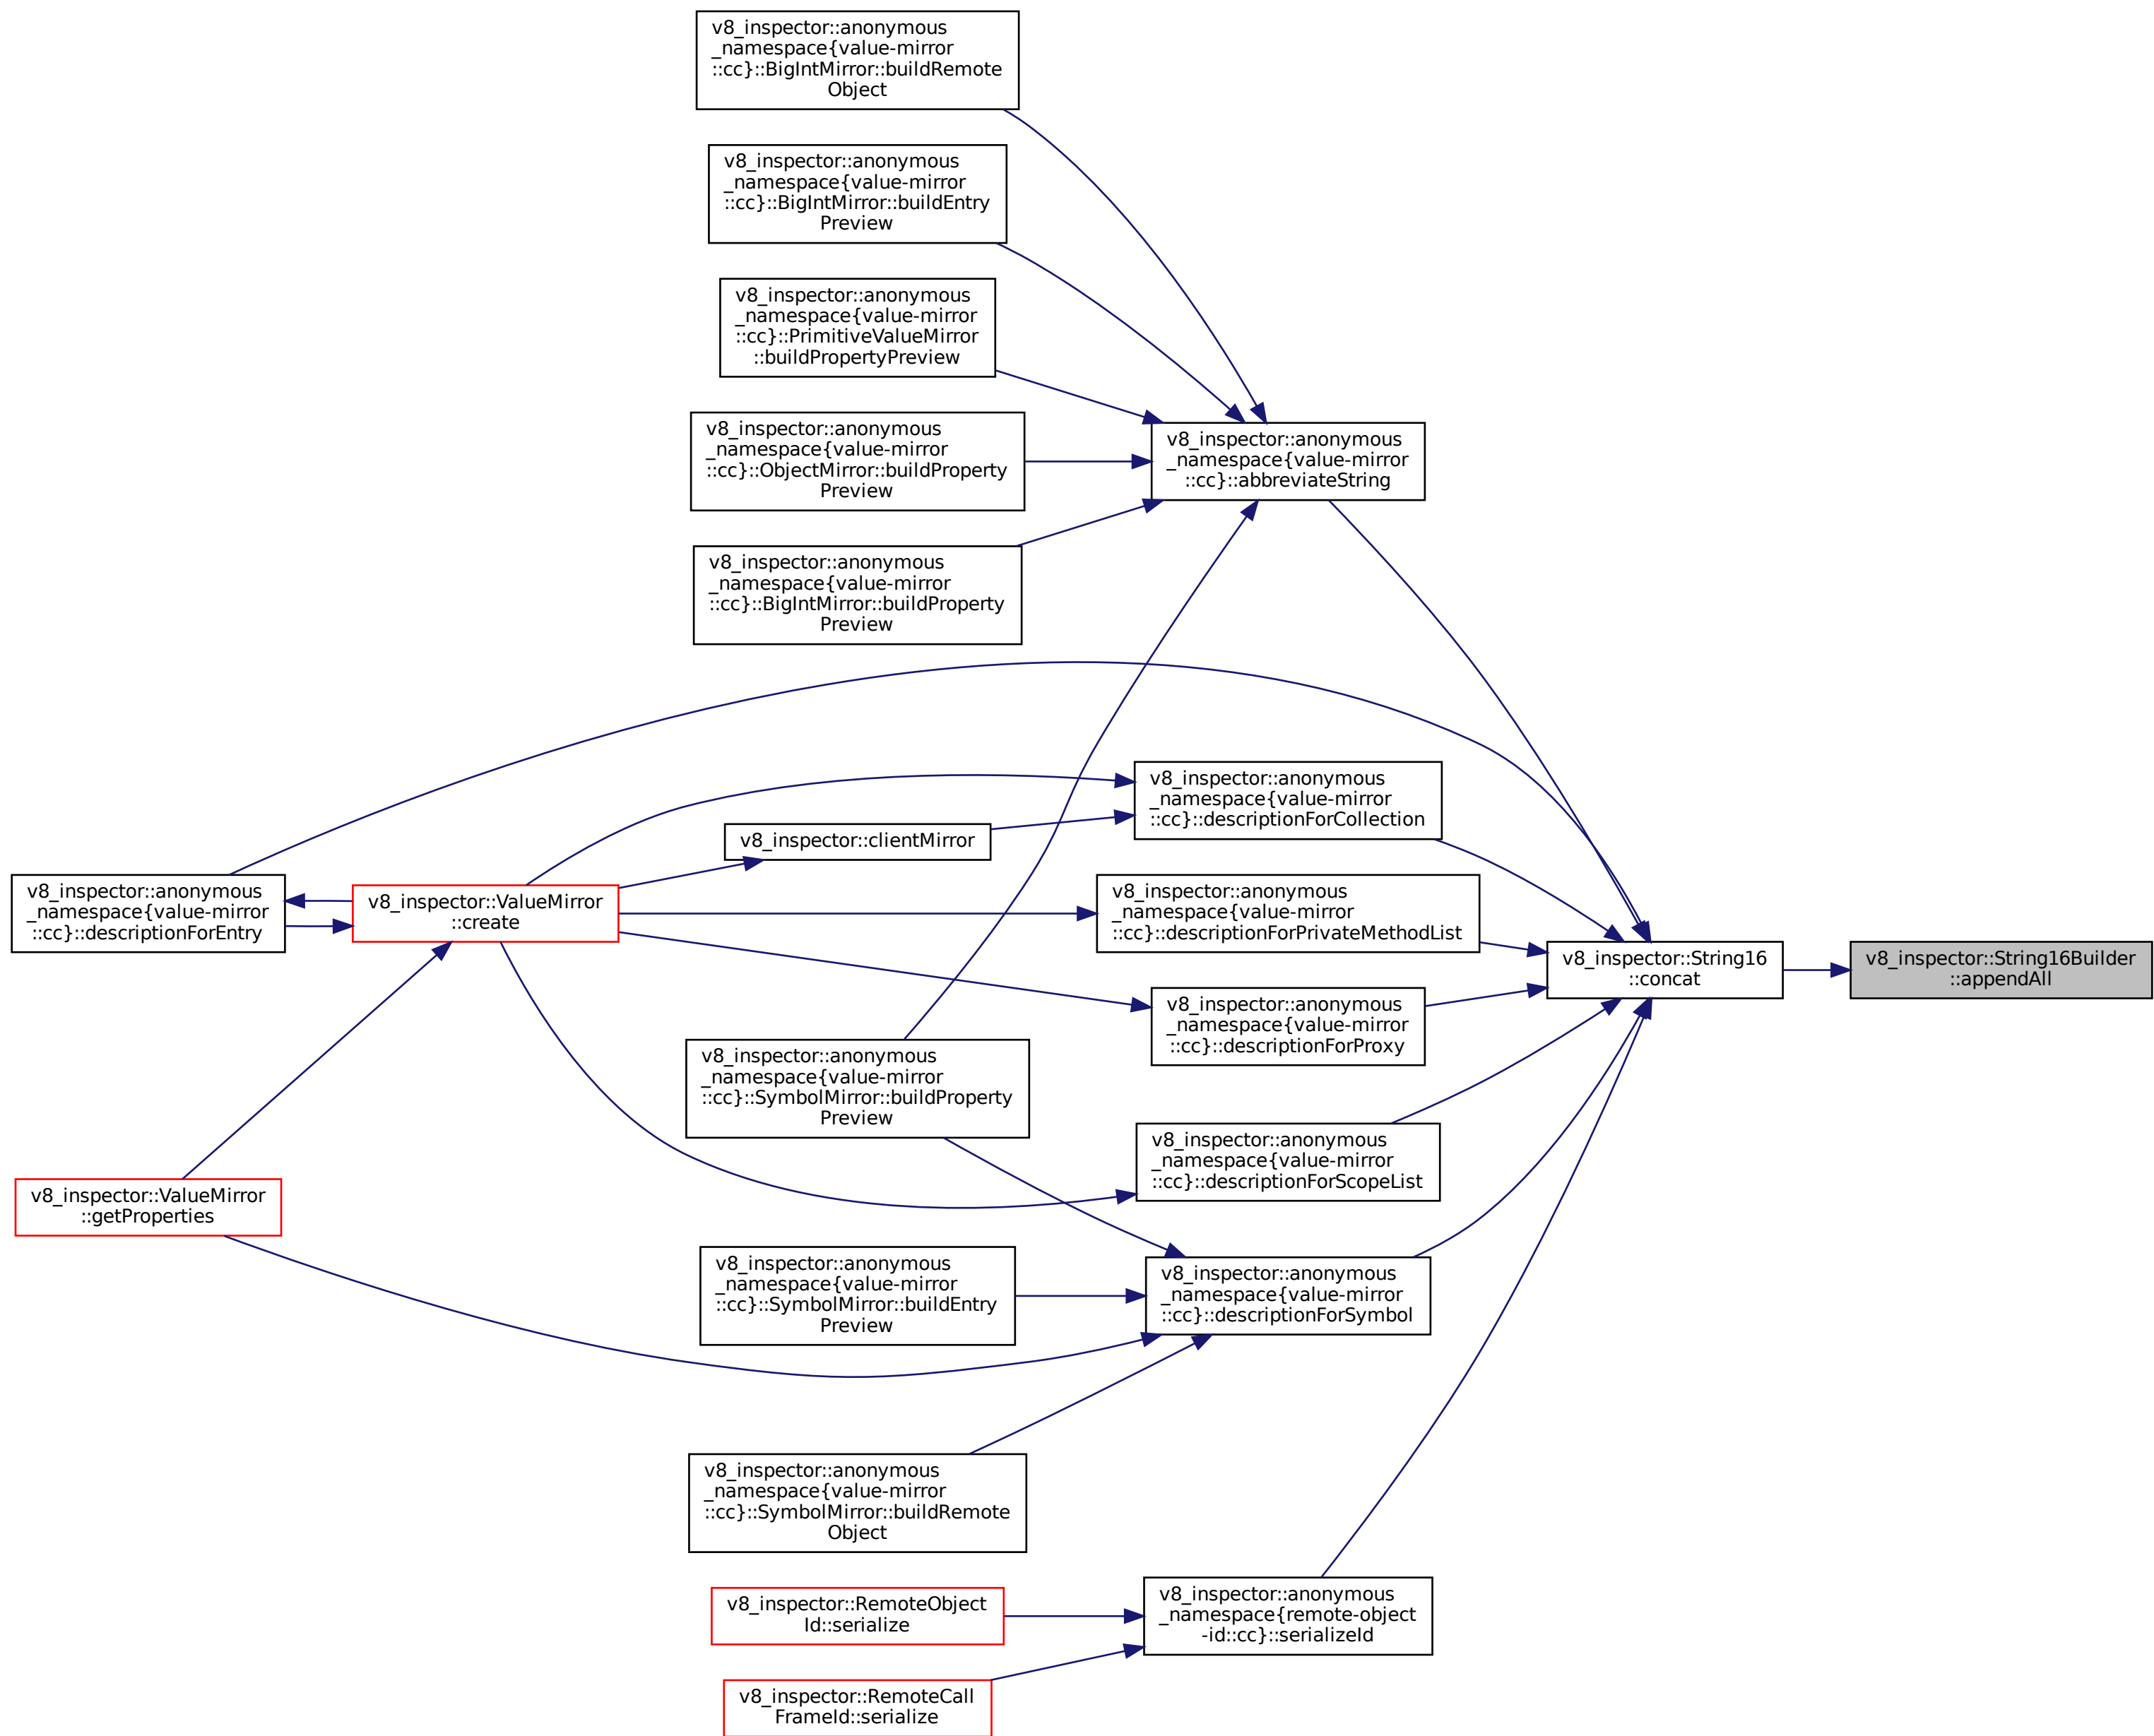 v8_inspector::anonymous
_namespace{value-mirror
::cc}::BigIntMirror::buildRemote
Object
v8_inspector::anonymous
_namespace{value-mirror
::cc}::BigIntMirror::buildEntry
Preview
v8_inspector::anonymous
_namespace{value-mirror
::cc}::PrimitiveValueMirror
::buildPropertyPreview
v8_inspector::anonymous
_namespace{value-mirror
::cc}::ObjectMirror::buildProperty
Preview
v8_inspector::anonymous
_namespace{value-mirror
::cc}::abbreviateString
v8_inspector::anonymous
_namespace{value-mirror
::cc}::BigIntMirror::buildProperty
Preview
v8_inspector::anonymous
_namespace{value-mirror
::cc}::descriptionForCollection
v8_inspector::clientMirror
v8_inspector::anonymous
_namespace{value-mirror
::cc}::descriptionForEntry
v8_inspector::ValueMirror
::create
v8_inspector::anonymous
_namespace{value-mirror
::cc}::descriptionForPrivateMethodList
v8_inspector::String16
::concat
v8_inspector::String16Builder
::appendAll
v8_inspector::anonymous
_namespace{value-mirror
::cc}::descriptionForProxy
v8_inspector::anonymous
_namespace{value-mirror
::cc}::SymbolMirror::buildProperty
Preview
v8_inspector::anonymous
_namespace{value-mirror
::cc}::descriptionForScopeList
v8_inspector::ValueMirror
::getProperties
v8_inspector::anonymous
_namespace{value-mirror
::cc}::SymbolMirror::buildEntry
Preview
v8_inspector::anonymous
_namespace{value-mirror
::cc}::descriptionForSymbol
v8_inspector::anonymous
_namespace{value-mirror
::cc}::SymbolMirror::buildRemote
Object
v8_inspector::RemoteObject
Id::serialize
v8_inspector::anonymous
_namespace{remote-object
-id::cc}::serializeId
v8_inspector::RemoteCall
FrameId::serialize